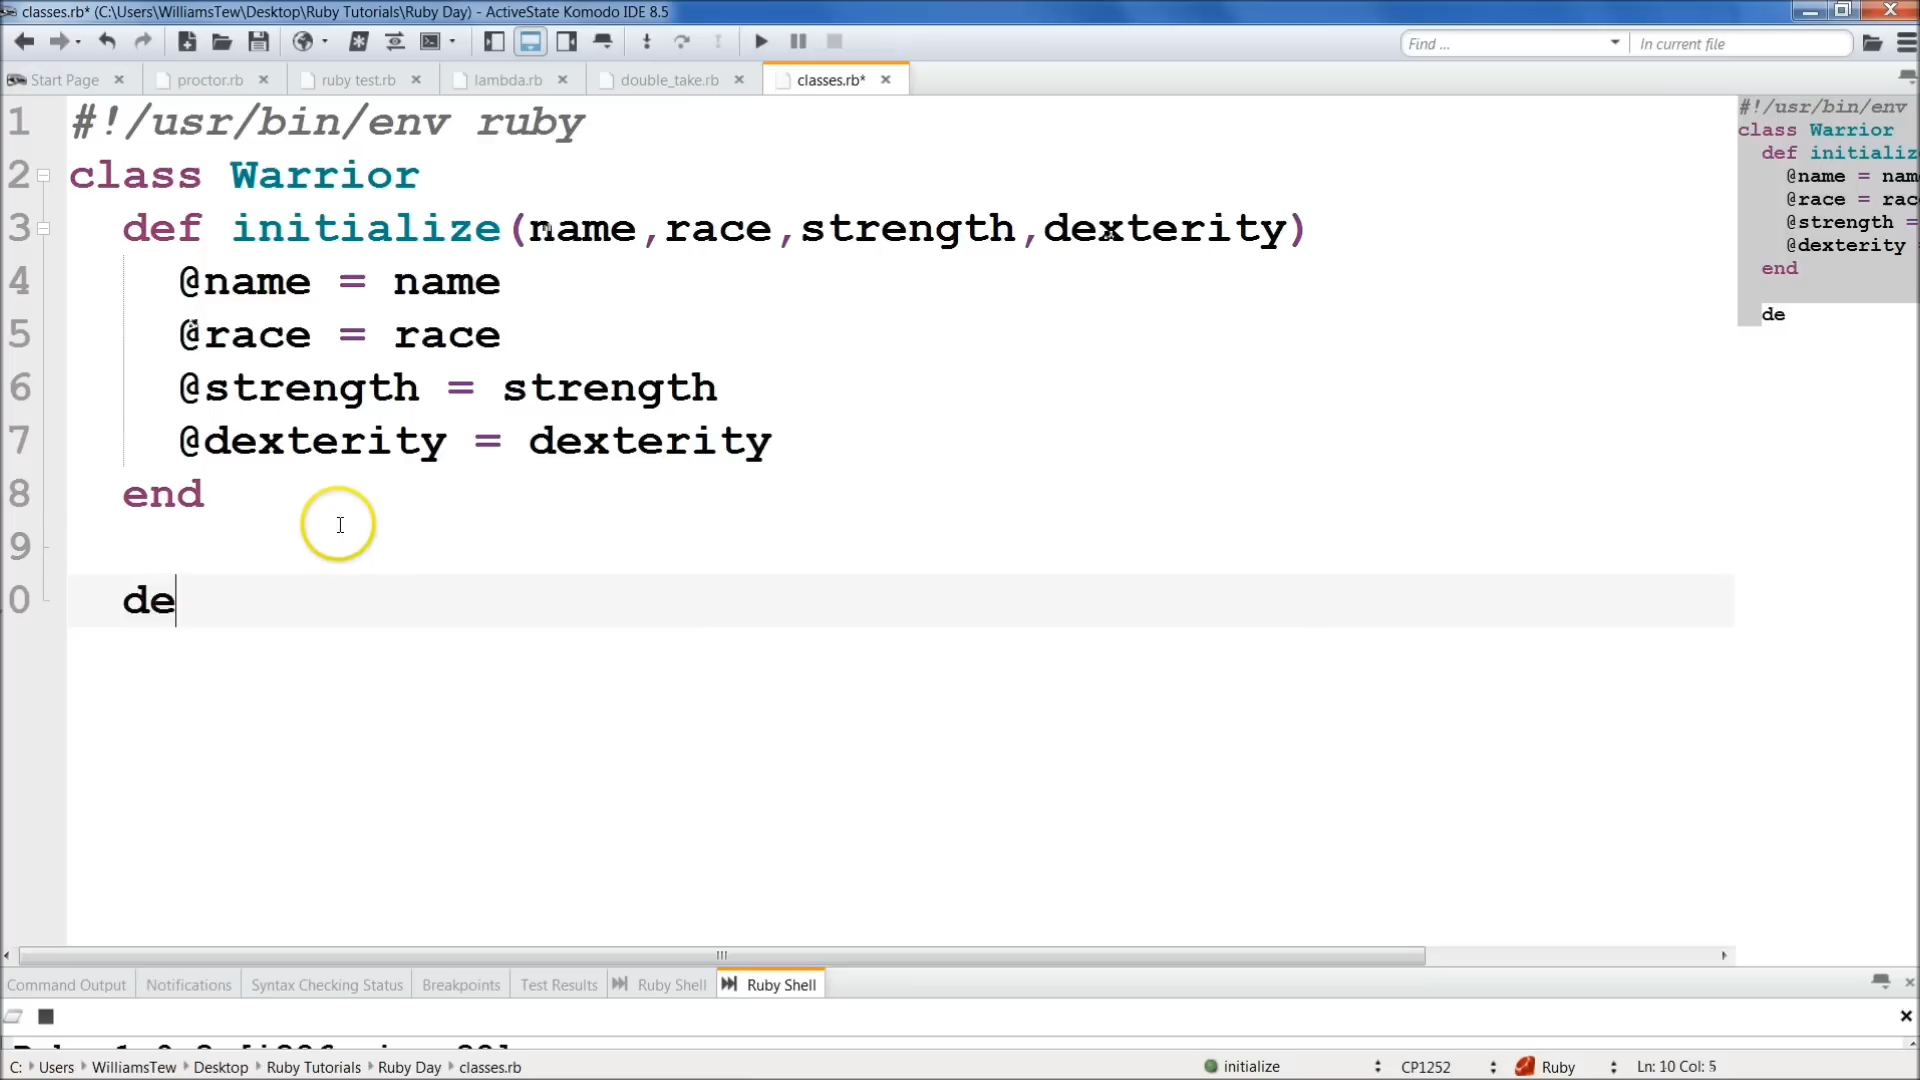 classes.rb* (C:\Users\WilliamsTew\Desktop\Ruby Tutorials\Ruby Day) - ActiveState Komodo IDE 8.5
Find ...
In current file
Start Page
proctor.rb
ruby test.rb
lambda.rb
double_take.rb
classes.rb*
1 #!/usr/bin/env ruby
2 class Warrior
3 def initialize(name,race,strength,dexterity)
4 @name = name
5 @race = race
6 @strength = strength
7 @dexterity = dexterity
8 end
9
0 de
#!/usr/bin/env
class Warrior
def initializ
@name = nam
@race = rac
@strength =
@dexterity
end
de
Command Output
Notifications
Syntax Checking Status
Breakpoints
Test Results
Ruby Shell
Ruby Shell
C: Users WilliamsTew Desktop Ruby Tutorials Ruby Day classes.rb
initialize
CP1252
Ruby
Ln: 10 Col: 5